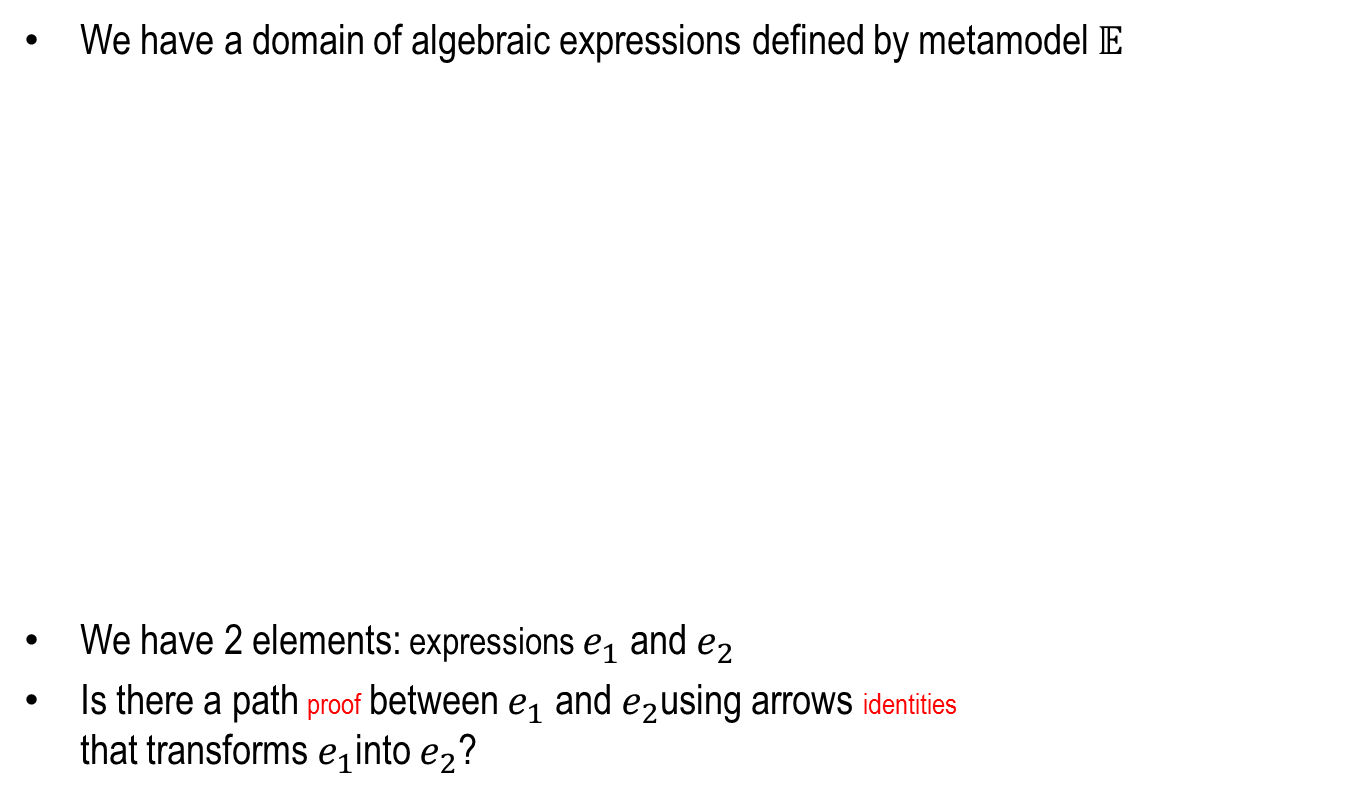 • We have a domain of algebraic expressions defined by metamodel 𝔼
• We have 2 elements: expressions 𝑒₁ and 𝑒₂
• Is there a path proof between 𝑒₁ and 𝑒₂using arrows identities
that transforms 𝑒₁into 𝑒₂?